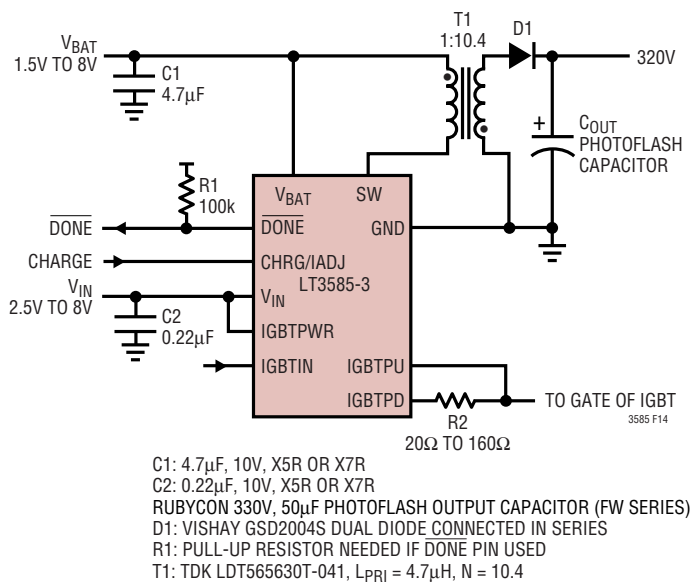 T1
1:10.4
D1
VBAT
1.5V TO 8V
320V
C1
4.7µF
+
COUT
PHOTOFLASH
CAPACITOR
R1
100k
VBAT
SW
DONE
DONE
GND
CHARGE
CHRG/IADJ
LT3585-3
VIN
2.5V TO 8V
VIN
C2
0.22µF
IGBTPWR
IGBTIN
IGBTPU
IGBTPD
TO GATE OF IGBT
3585 F14
R2
20Ω TO 160Ω
C1: 4.7µF, 10V, X5R OR X7R
C2: 0.22µF, 10V, X5R OR X7R
RUBYCON 330V, 50µF PHOTOFLASH OUTPUT CAPACITOR (FW SERIES)
D1: VISHAY GSD2004S DUAL DIODE CONNECTED IN SERIES
R1: PULL-UP RESISTOR NEEDED IF DONE PIN USED
T1: TDK LDT565630T-041, LPRI = 4.7µH, N = 10.4